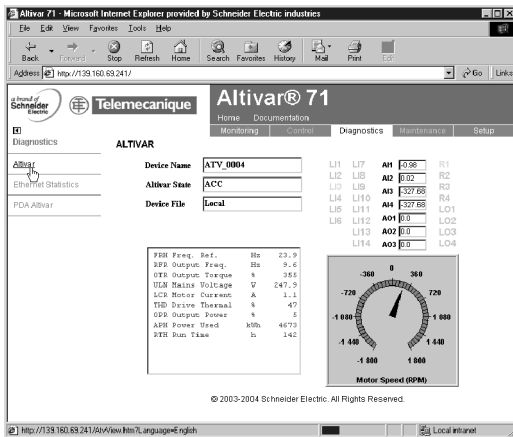 Altivar 71 - Microsoft Internet Explorer provided by Schneider Electric industries
File Edit View Favorites Tools Help
Back Forward Stop Refresh Home Search Favorites History Mail Print Edit
Address http://139.160.69.241/ Go Links
a brand of Schneider Electric Telemecanique Altivar® 71
Home Documentation
Monitoring Control Diagnostics Maintenance Setup
Diagnostics
Altivar
Ethernet Statistics
PDA Altivar
ALTIVAR
Device Name ATV_0004
Altivar State ACC
Device File Local
LI1 LI7 AI1 -0.98 R1
LI2 LI8 AI2 0.02 R2
LI3 LI9 AI3 -327.68 R3
LI4 LI10 AI4 -327.68 R4
LI5 LI11 AO1 0.0 LO1
LI6 LI12 AO2 0.0 LO2
LI13 AO3 0.0 LO3
LI14 LO4
FRH Freq. Ref. Hz 23.9
RFR Output Freq. Hz 9.6
OTR Output Torque % 355
ULN Mains Voltage V 247.9
LCR Motor Current A 1.1
THD Drive Thermal % 47
OPR Output Power % 5
APH Power Used kWh 4673
RTH Run Time h 142
-360 0 360
-720 720
-1 080 1 080
-1 440 1 440
-1 800 1 800
Motor Speed (RPM)
© 2003-2004 Schneider Electric. All Rights Reserved.
http://139.160.69.241/AtvView.htm?Language=English Local intranet